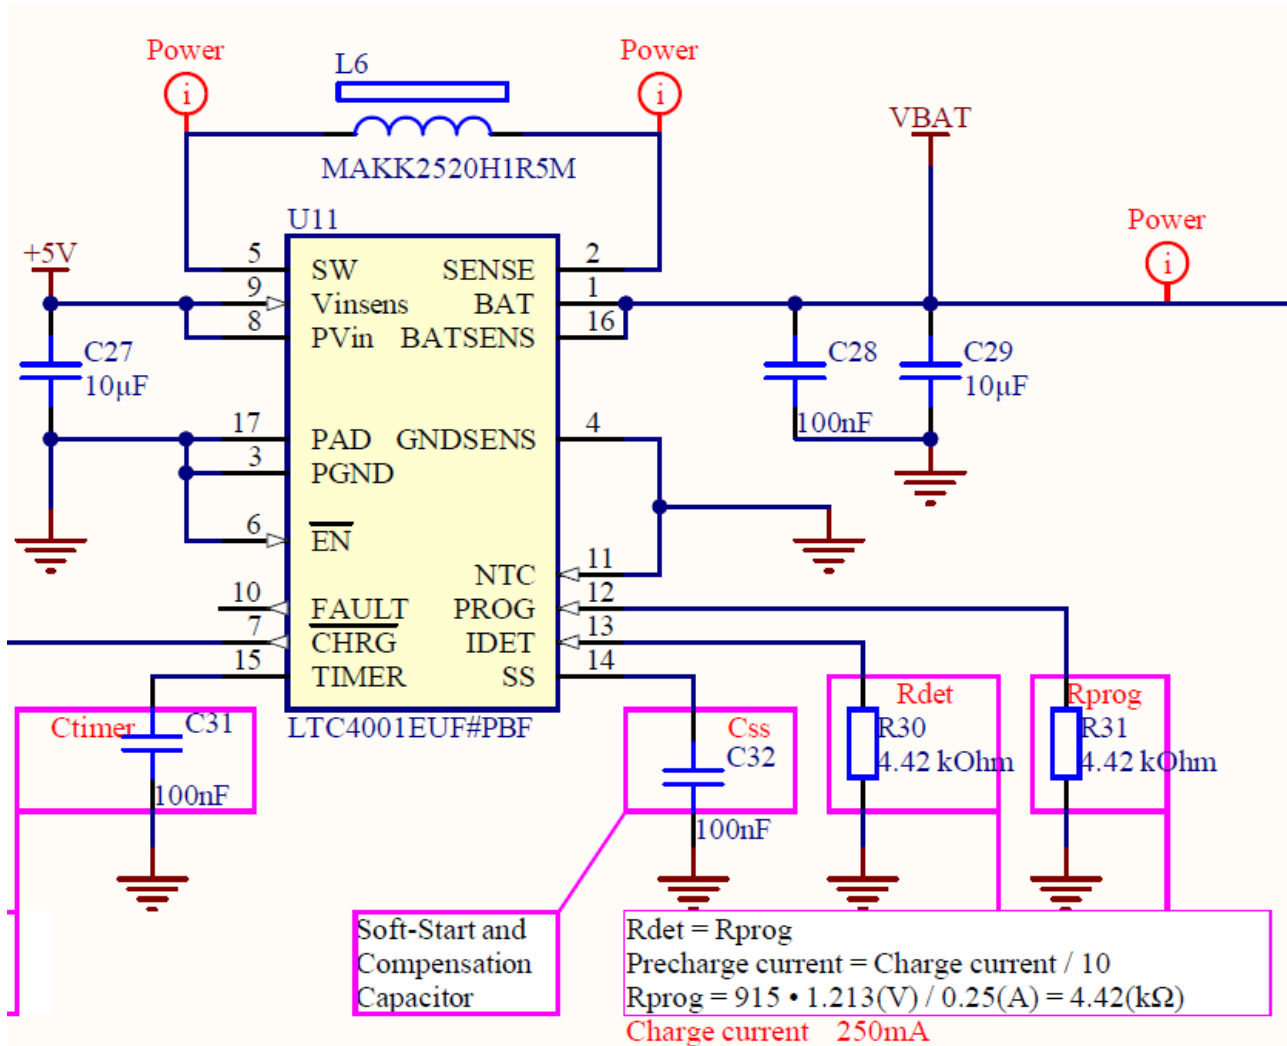 Power
L6
Power
MAKK2520H1R5M
VBAT
Power
U11
+5V
5 SW SENSE 2
9 Vinsens BAT 1
8 PVin BATSENS 16
C27
10µF
C28
100nF
C29
10µF
17 PAD GNDSENS 4
3 PGND
6 EN
NTC 11
10 FAULT PROG 12
7 CHRG IDET 13
15 TIMER SS 14
LTC4001EUF#PBF
Ctimer C31
100nF
Css
C32
100nF
Rdet
R30
4.42 kOhm
Rprog
R31
4.42 kOhm
Soft-Start and
Compensation
Capacitor
Rdet = Rprog
Precharge current = Charge current / 10
Rprog = 915 • 1.213(V) / 0.25(A) = 4.42(kΩ)
Charge current 250mA